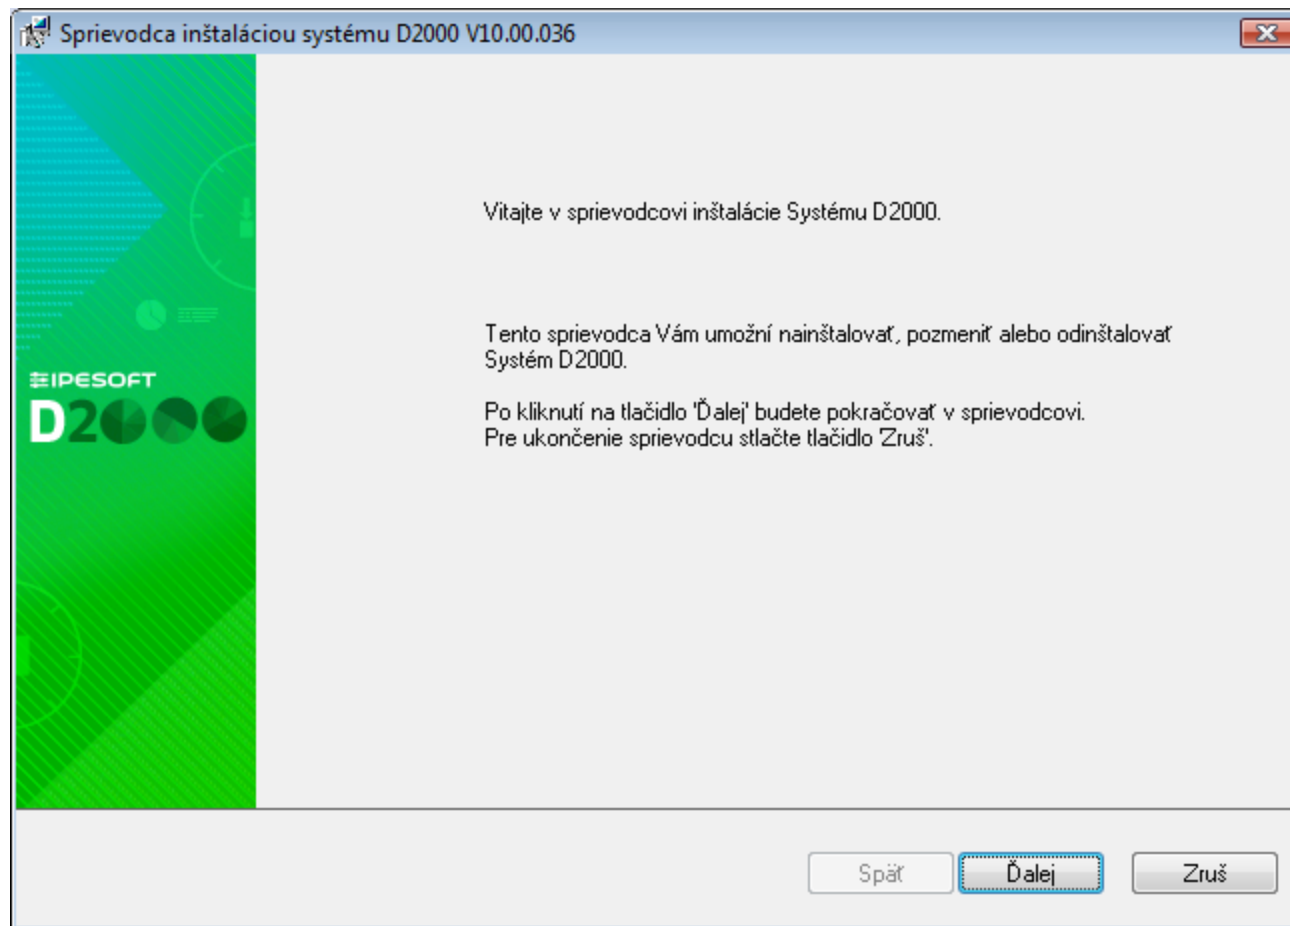 Sprievodca inštaláciou systému D2000 V10.00.036
Vitajte v sprievodcovi inštalácie Systému D2000.
Tento sprievodca Vám umožní nainštalovať, pozmeniť alebo odinštalovať
Systém D2000.
IPESOFT
D2000
Po kliknutí na tlačidlo 'Ďalej' budete pokračovať v sprievodcovi.
Pre ukončenie sprievodcu stlačte tlačidlo 'Zruš'.
Späť
Ďalej
Zruš